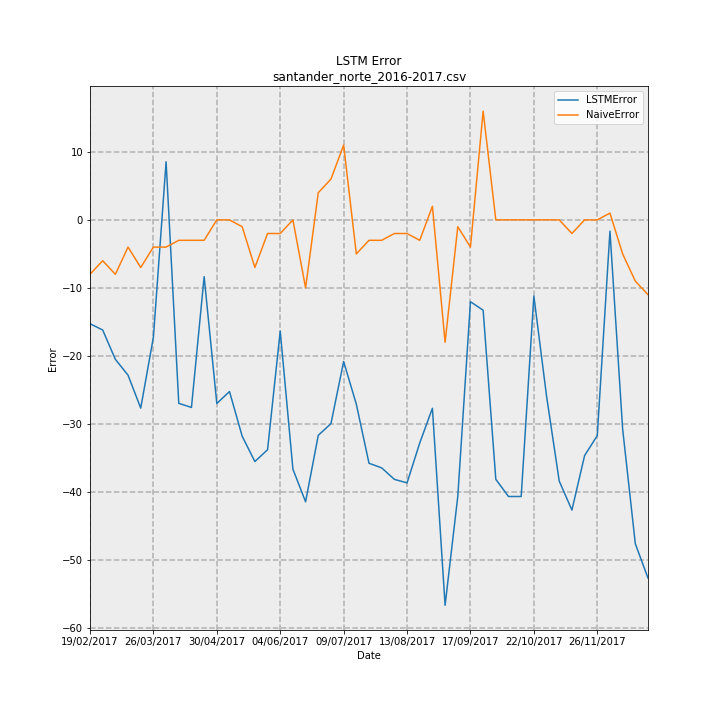 LSTM Error
santander_norte_2016-2017.csv
LSTMError
NaiveError
Error
10
0
−10
−20
−30
−40
−50
−60
19/02/2017 26/03/2017 30/04/2017 04/06/2017 09/07/2017 13/08/2017 17/09/2017 22/10/2017 26/11/2017
Date